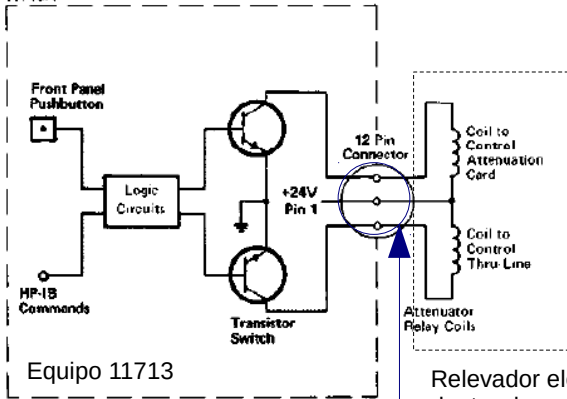 Front Panel
Pushbutton
Logic
Circuits
HP-IB
Commands
+24V
Pin 1
12 Pin
Connector
Transistor
Switch
Coil to
Control
Attenuation
Card
Coil to
Control
Thru-Line
Attenuator
Relay Coils
Equipo 11713
Relevador